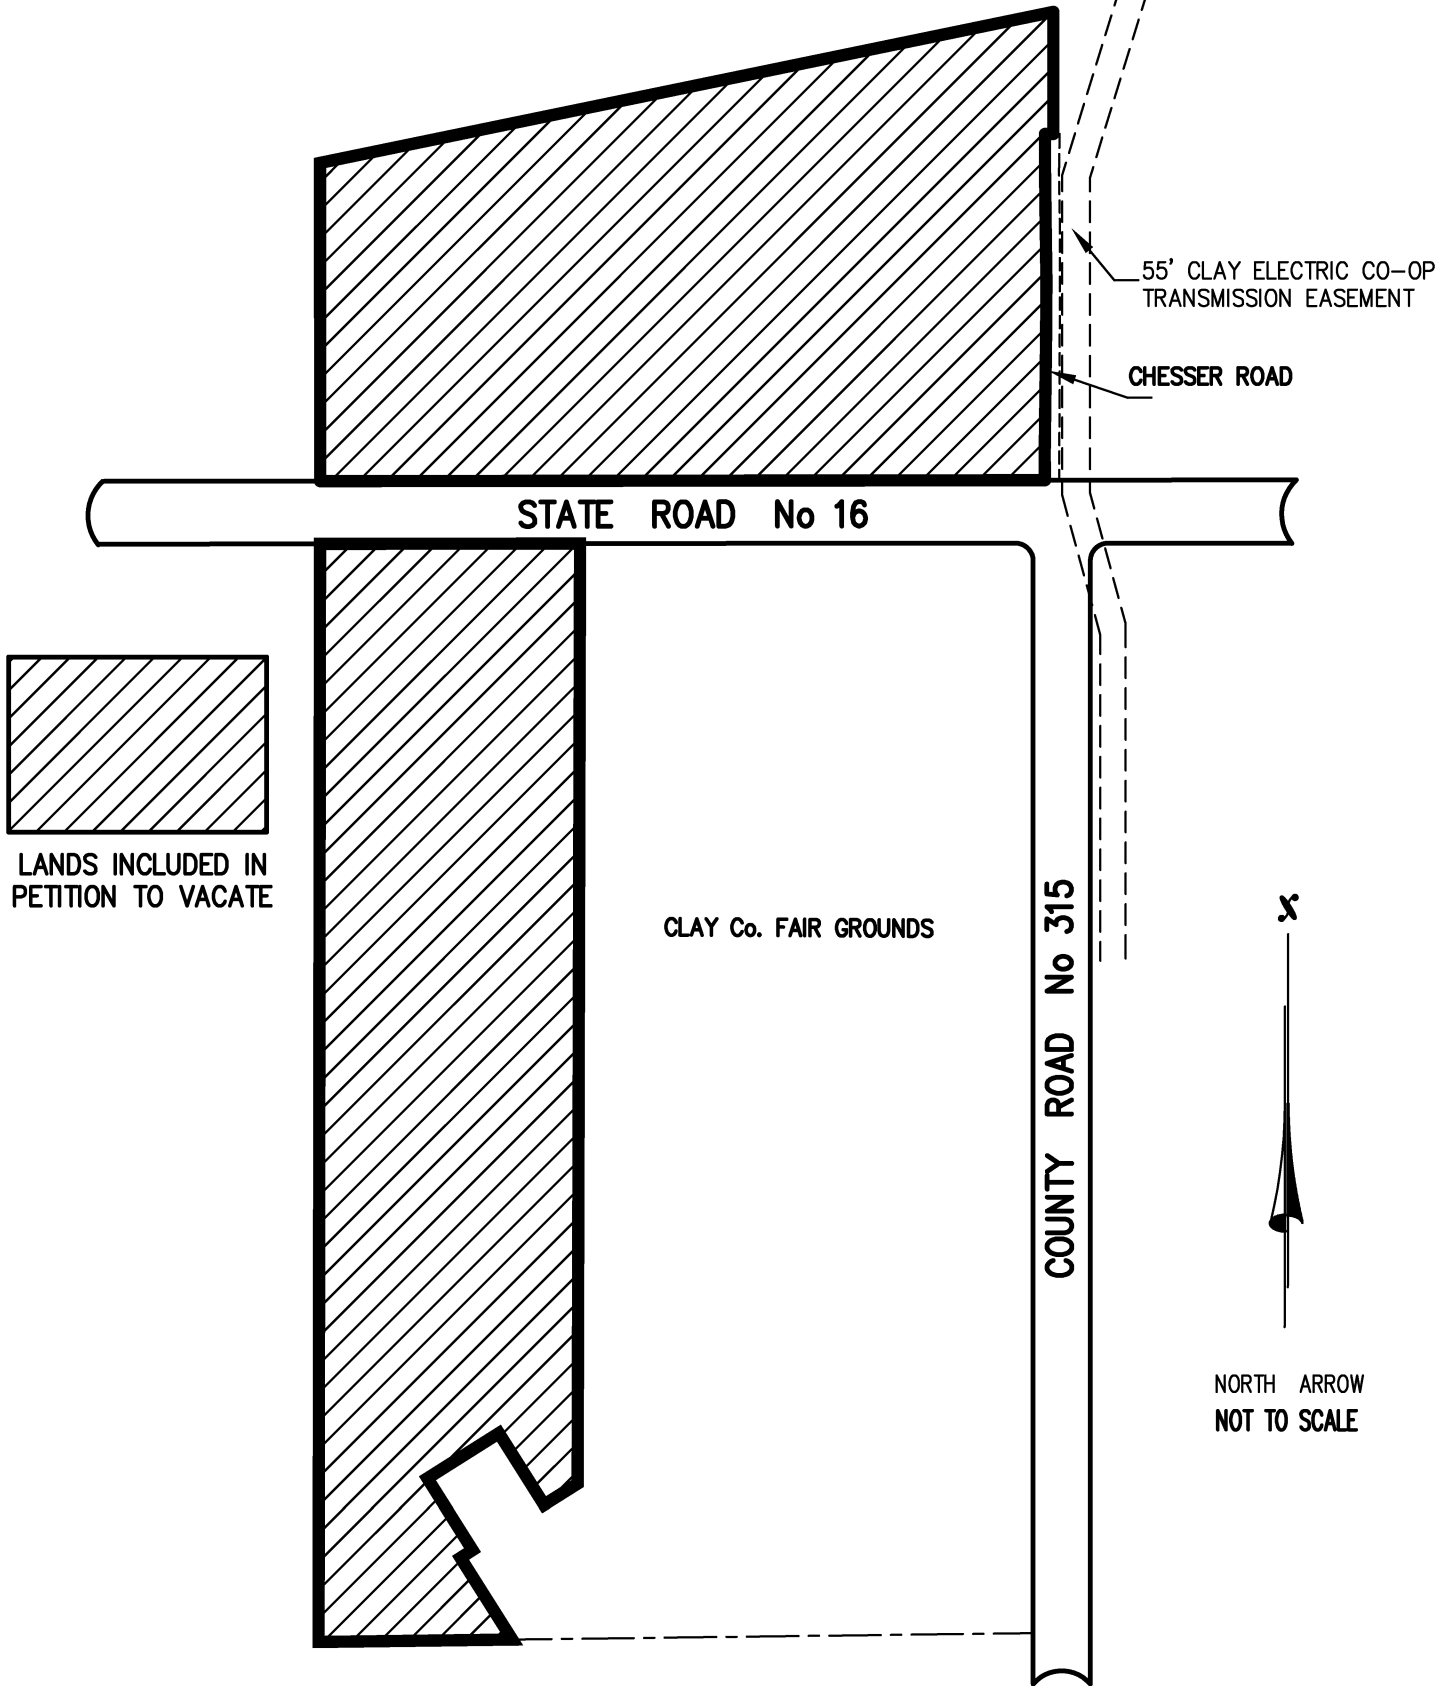 55' CLAY ELECTRIC CO-OP
TRANSMISSION EASEMENT
CHESSER ROAD
STATE ROAD No 16
LANDS INCLUDED IN
PETITION TO VACATE
CLAY Co. FAIR GROUNDS
COUNTY ROAD No 315
NORTH ARROW
NOT TO SCALE